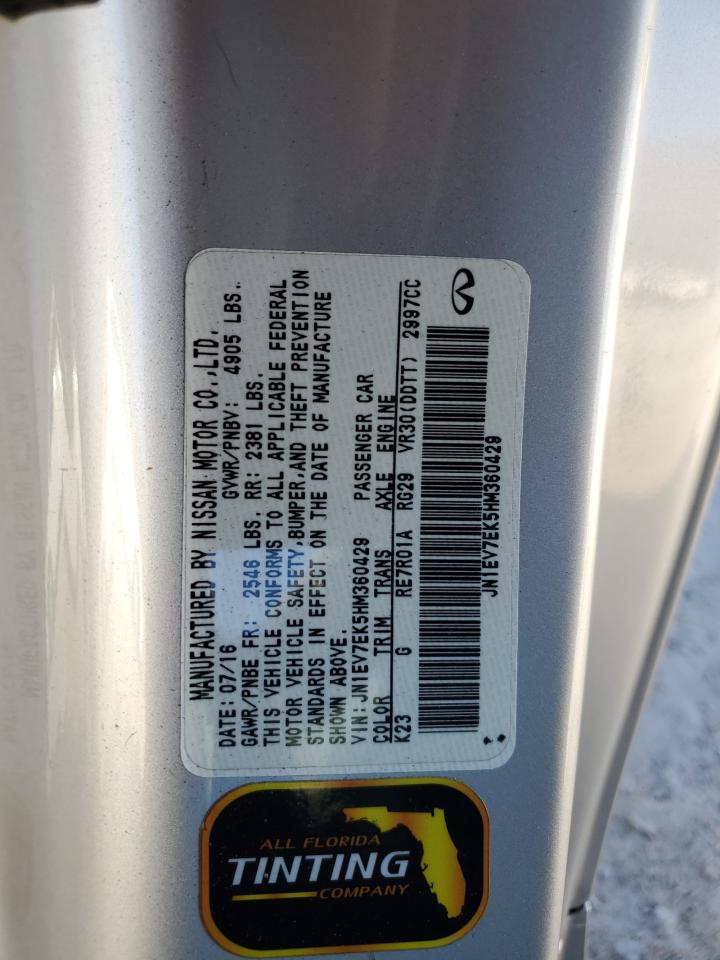 MANUFACTURED BY NISSAN MOTOR CO.,LTD.
DATE: 07/16 GVWR/PNBV: 4905 LBS.
GAWR/PNBE FR: 2546 LBS. RR: 2381 LBS.
THIS VEHICLE CONFORMS TO ALL APPLICABLE FEDERAL
MOTOR VEHICLE SAFETY,BUMPER,AND THEFT PREVENTION
STANDARDS IN EFFECT ON THE DATE OF MANUFACTURE
SHOWN ABOVE.
VIN: JN1EV7EK5HM360429 PASSENGER CAR
COLOR TRIM TRANS AXLE ENGINE
K23 G RE7R01A RG29 VR30(DDTT) 2997CC
JN1EV7EK5HM360429
ALL FLORIDA
TINTING
COMPANY